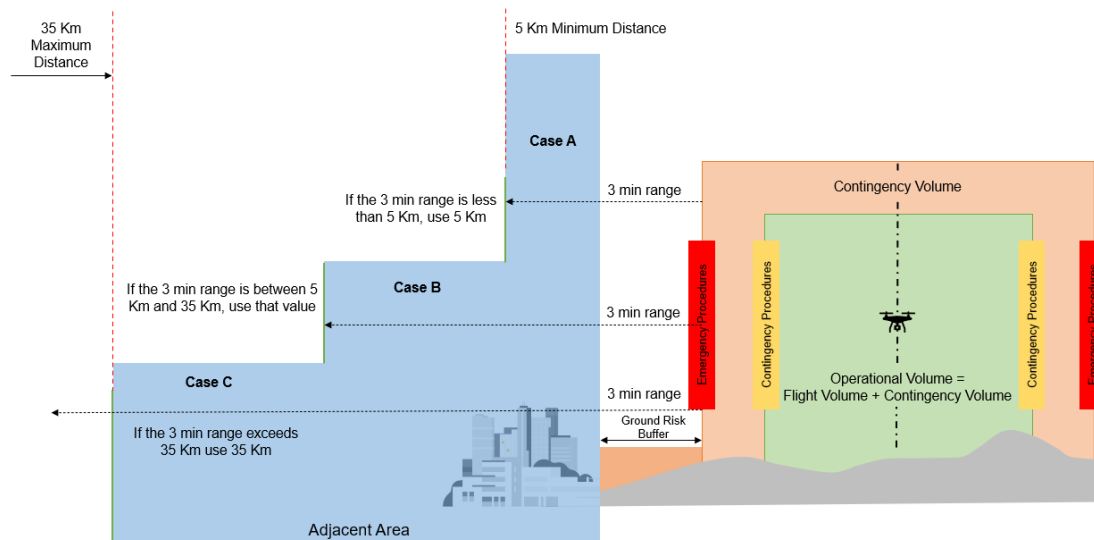 35 Km
Maximum
Distance
5 Km Minimum Distance
Case A
3 min range
Contingency Volume
If the 3 min range is less
than 5 Km, use 5 Km
If the 3 min range is between 5
Km and 35 Km, use that value
Case B
3 min range
Emergency Procedures
Contingency Procedures
Contingency Procedures
Emergency Procedures
Case C
3 min range
Operational Volume =
Flight Volume + Contingency Volume
If the 3 min range exceeds
35 Km use 35 Km
Ground Risk
Buffer
Adjacent Area